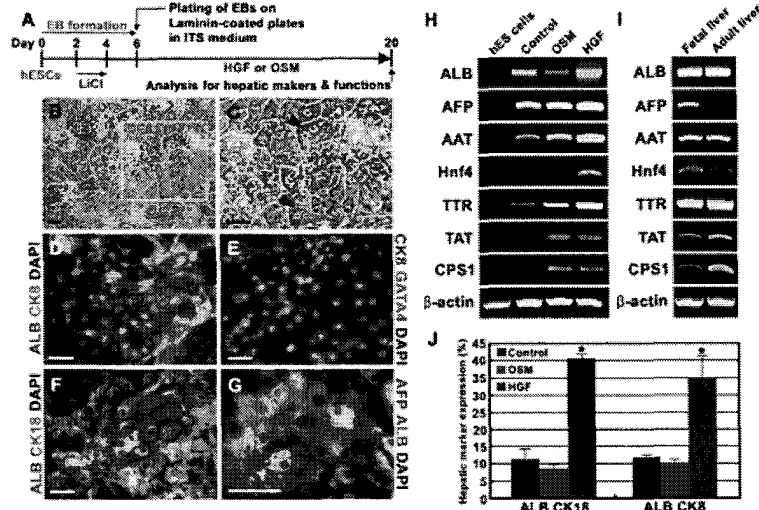 A
EB formation
Plating of EBs on
Laminin-coated plates
in ITS medium
Day 0 2 4 6 20
hESCs
LiCl
HGF or OSM
Analysis for hepatic makers & functions
B
C
D
E
F
G
ALB CK8 DAPI
CK8 GATA4 DAPI
ALB CK18 DAPI
AFP ALB DAPI
H
hES cells
Control
OSM
HGF
ALB
AFP
AAT
Hnf4
TTR
TAT
CPS1
β-actin
I
Fetal liver
Adult liver
ALB
AFP
AAT
Hnf4
TTR
TAT
CPS1
β-actin
J
Hepatic marker expression (%)
45
40
35
30
25
20
15
10
5
0
Control
OSM
HGF
*
*
ALB CK18
ALB CK8